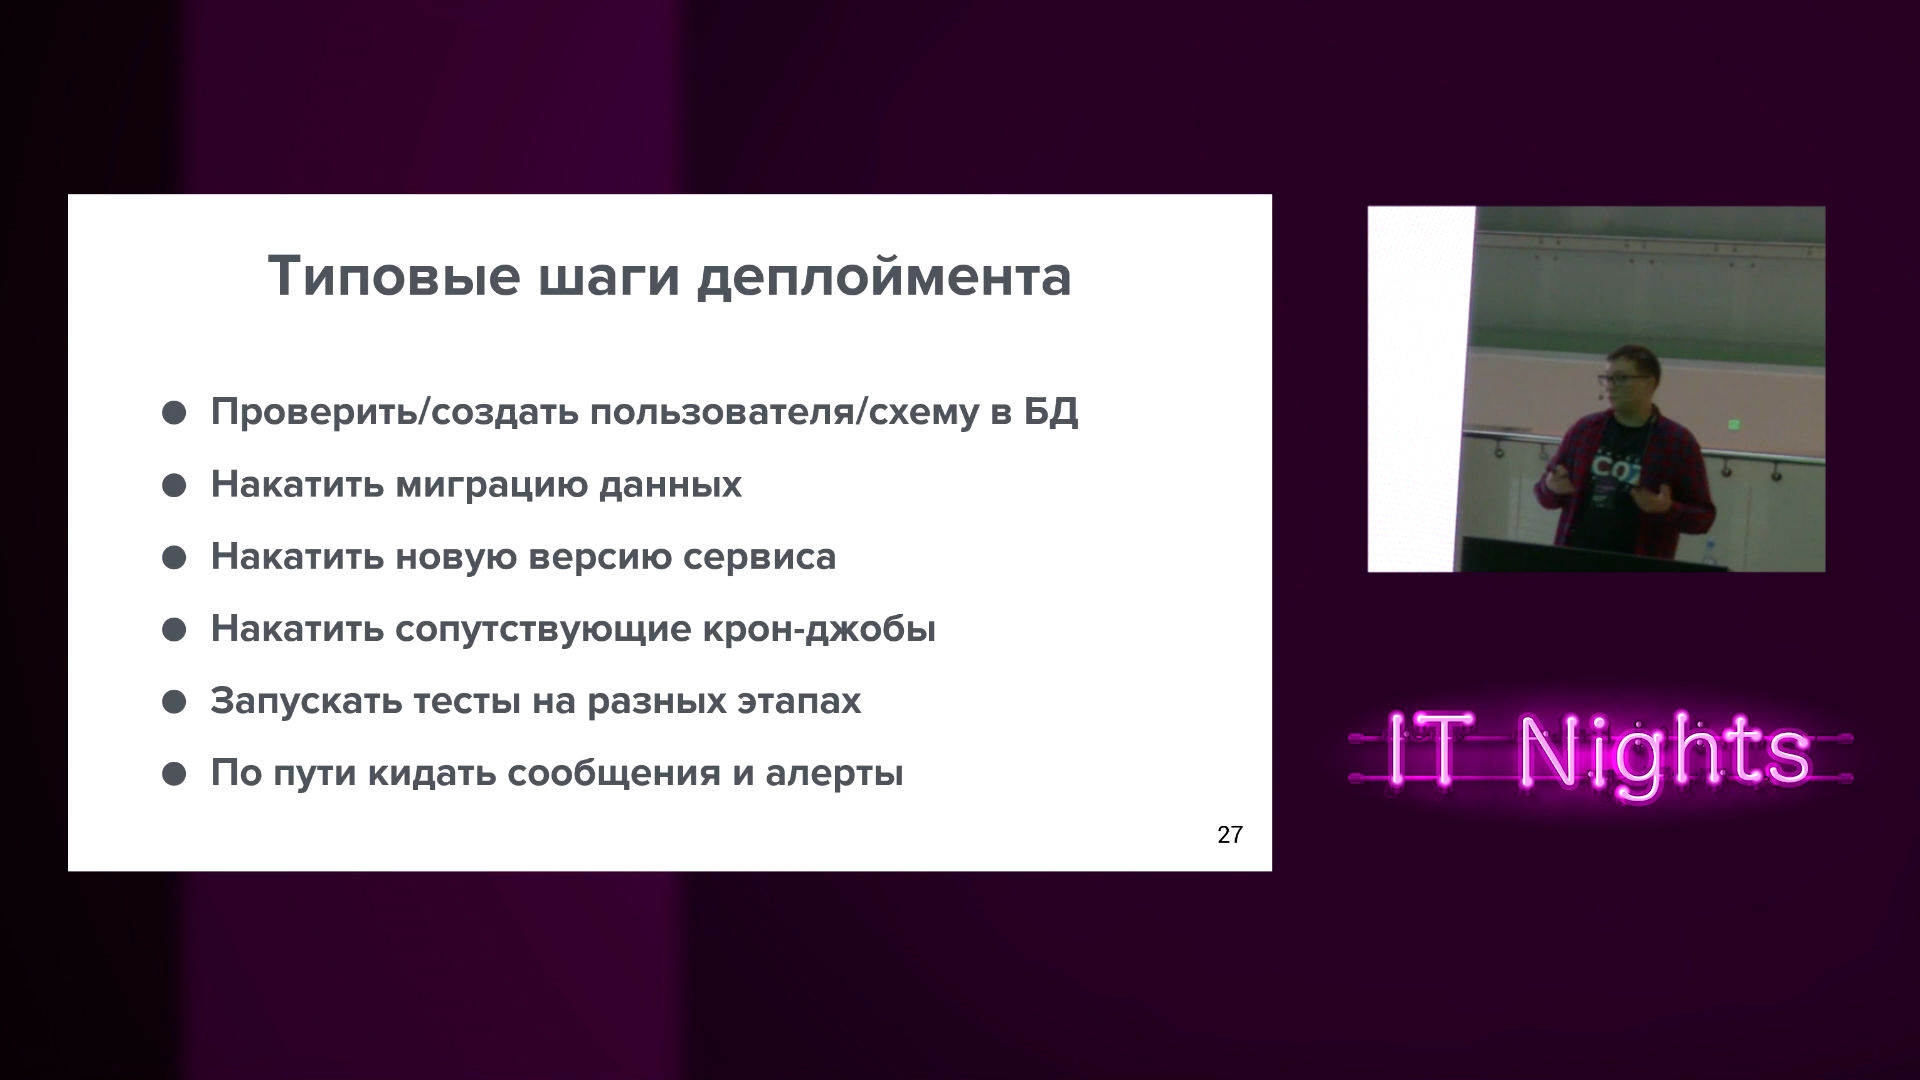 Типовые шаги деплоймента
● Проверить/создать пользователя/схему в БД
● Накатить миграцию данных
● Накатить новую версию сервиса
● Накатить сопутствующие крон-джобы
● Запускать тесты на разных этапах
● По пути кидать сообщения и алерты
27
IT Nights